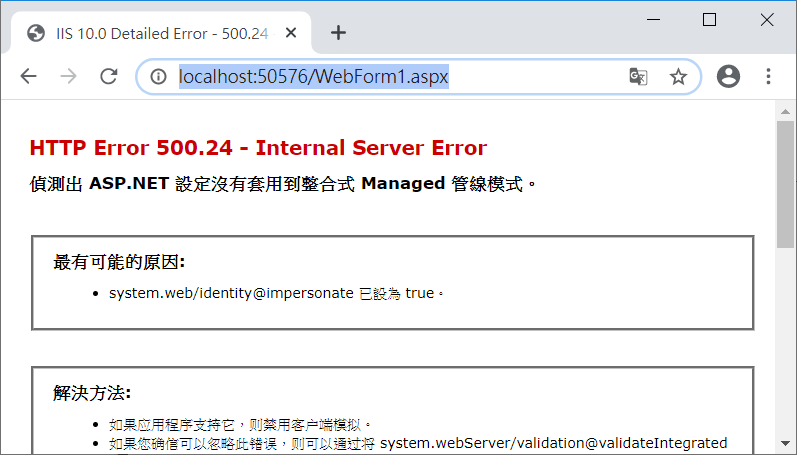 IIS 10.0 Detailed Error - 500.24
localhost:50576/WebForm1.aspx
HTTP Error 500.24 - Internal Server Error
偵測出 ASP.NET 設定沒有套用到整合式 Managed 管線模式。
最有可能的原因:
• system.web/identity@impersonate 已設為 true。
解決方法:
• 如果应用程序支持它，则禁用客户端模拟。
• 如果您确信可以忽略此错误，则可以通过将 system.webServer/validation@validateIntegrated